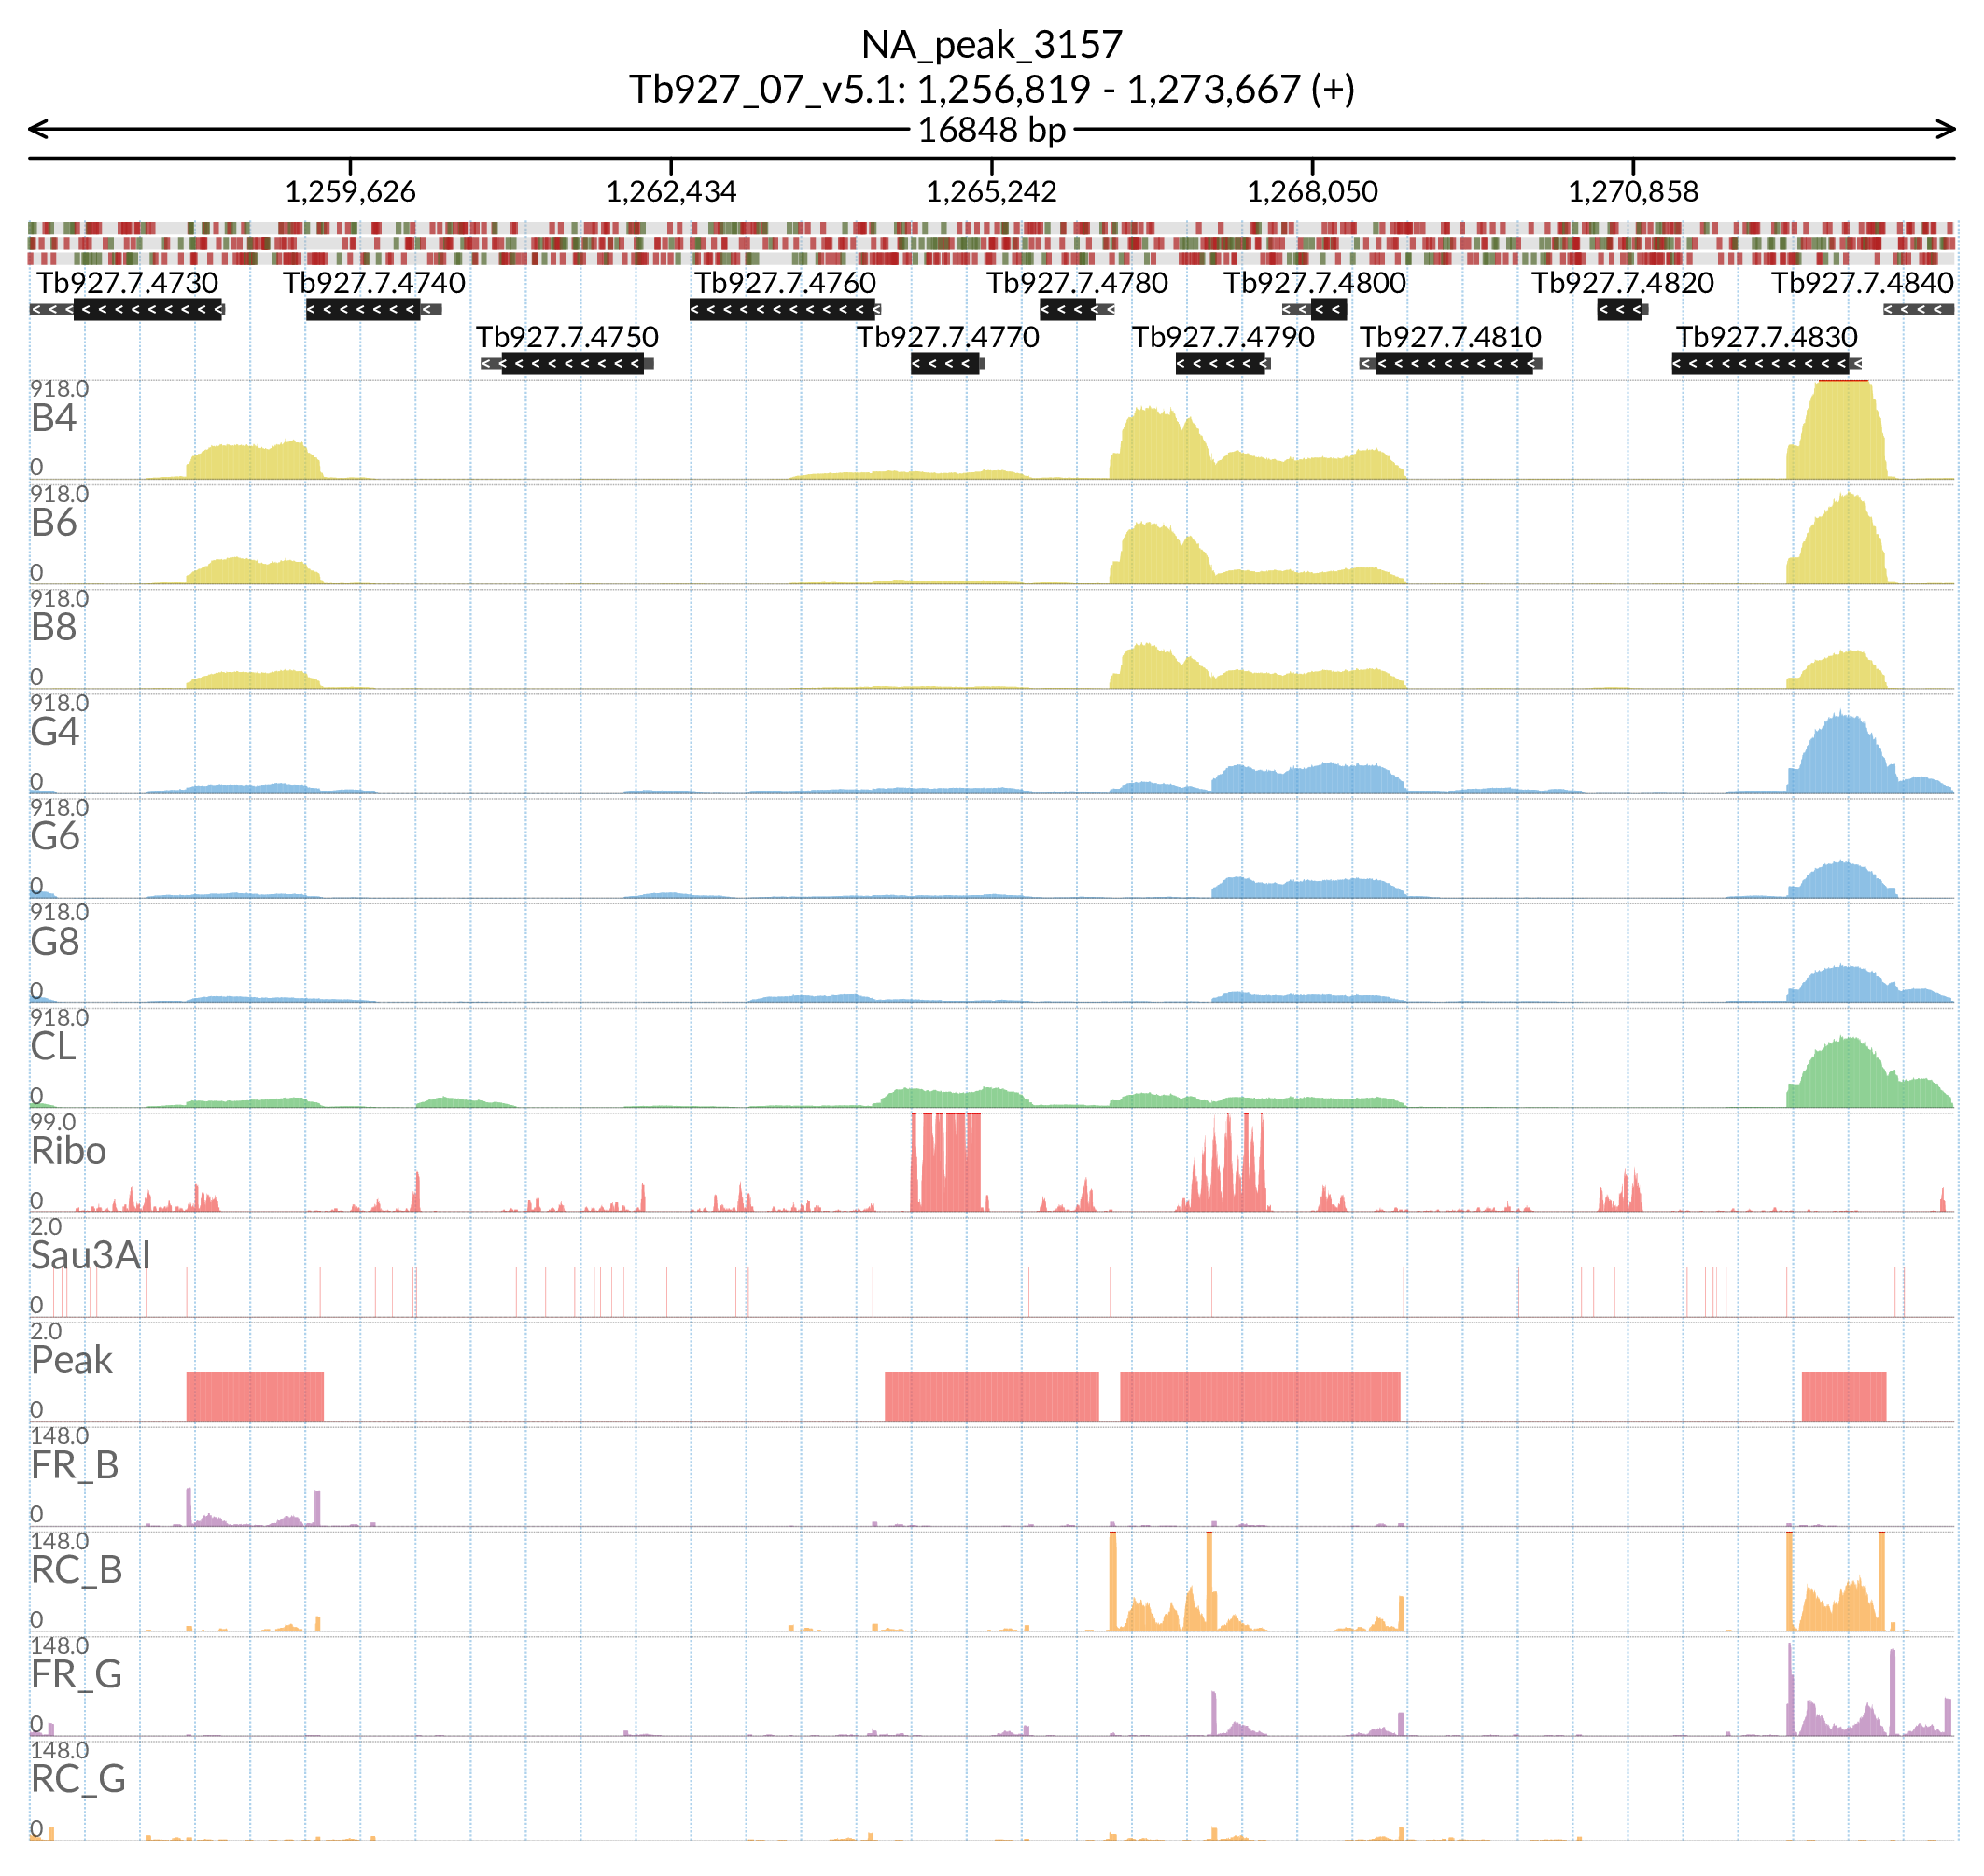 NA_peak_3157
Tb927_07_v5.1: 1,256,819 - 1,273,667 (+)
16848 bp
1,259,626 1,262,434 1,265,242 1,268,050 1,270,858
Tb927.7.4730 Tb927.7.4740 Tb927.7.4760 Tb927.7.4780 Tb927.7.4800 Tb927.7.4820 Tb927.7.4840
Tb927.7.4750 Tb927.7.4770 Tb927.7.4790 Tb927.7.4810 Tb927.7.4830
918.0
B4
0
918.0
B6
0
918.0
B8
0
918.0
G4
0
918.0
G6
0
918.0
G8
0
918.0
CL
0
99.0
Ribo
0
2.0
Sau3AI
0
2.0
Peak
0
148.0
FR_B
0
148.0
RC_B
0
148.0
FR_G
0
148.0
RC_G
0